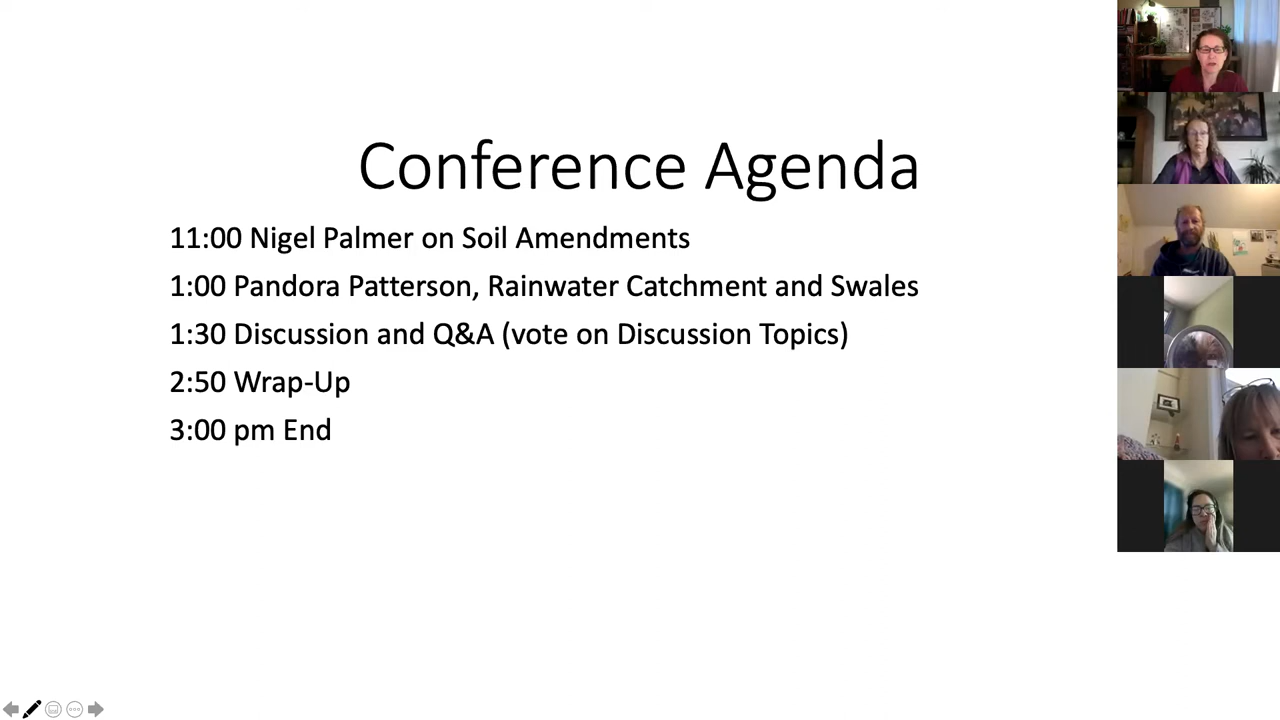 Conference Agenda
11:00 Nigel Palmer on Soil Amendments
1:00 Pandora Patterson, Rainwater Catchment and Swales
1:30 Discussion and Q&A (vote on Discussion Topics)
2:50 Wrap-Up
3:00 pm End